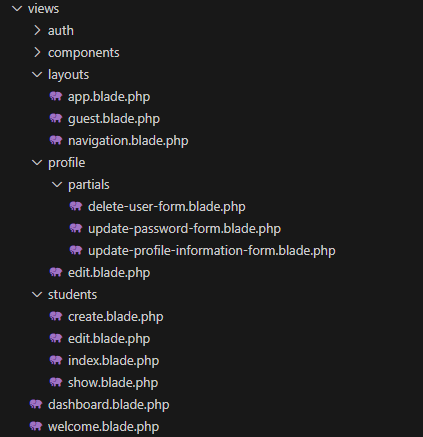 views
auth
components
layouts
app.blade.php
guest.blade.php
navigation.blade.php
profile
partials
delete-user-form.blade.php
update-password-form.blade.php
update-profile-information-form.blade.php
edit.blade.php
students
create.blade.php
edit.blade.php
index.blade.php
show.blade.php
dashboard.blade.php
welcome.blade.php